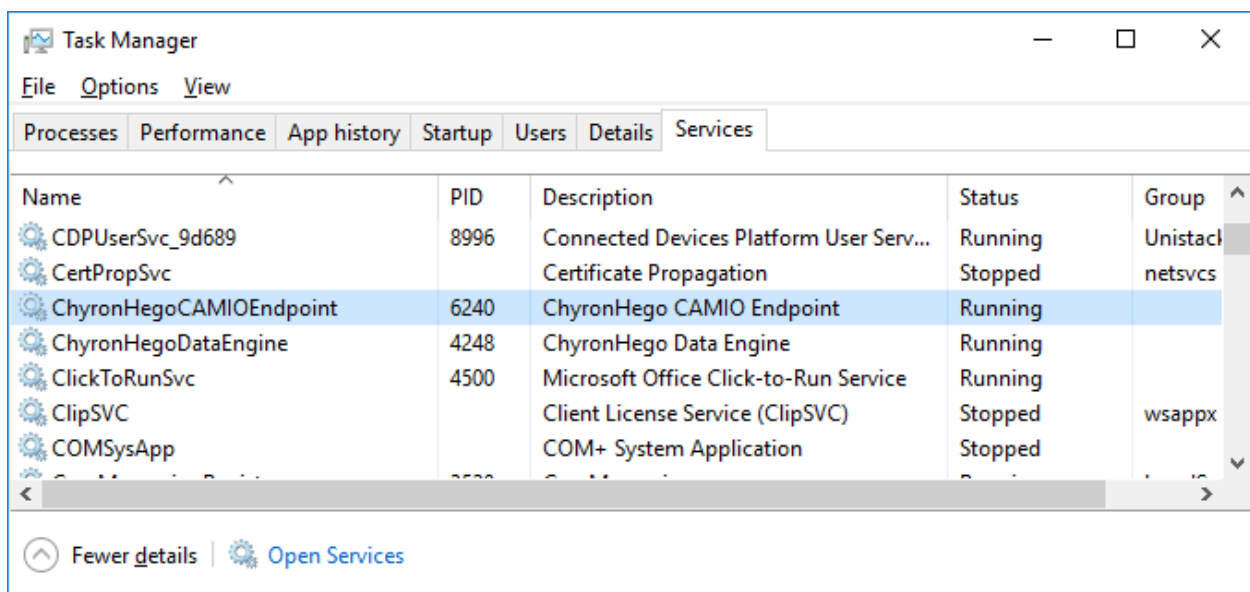 Task Manager
File Options View
Processes Performance App history Startup Users Details Services
Name PID Description Status Group
CDPUserSvc_9d689 8996 Connected Devices Platform User Serv... Running Unistack
CertPropSvc Certificate Propagation Stopped netsvcs
ChyronHegoCAMIOEndpoint 6240 ChyronHego CAMIO Endpoint Running
ChyronHegoDataEngine 4248 ChyronHego Data Engine Running
ClickToRunSvc 4500 Microsoft Office Click-to-Run Service Running
ClipSVC Client License Service (ClipSVC) Stopped wsappx
COMSysApp COM+ System Application Stopped
Fewer details Open Services